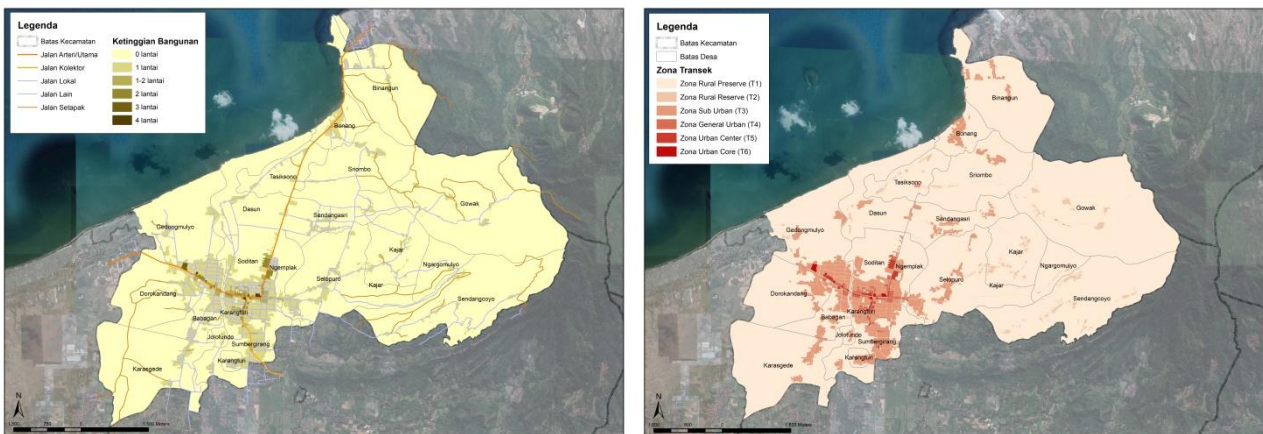 Legenda
Batas Kecamatan
Jalan Arteri/Utama
Jalan Kolektor
Jalan Lokal
Jalan Lain
Jalan Setapak
Ketinggian Bangunan
0 lantai
1 lantai
1-2 lantai
2 lantai
3 lantai
4 lantai
Binangun
Bonang
Sriombo
Tasiksono
Gowak
Dasun
Sendangasri
Gedongmulyo
Kajar
Soditan
Ngemplak
Ngargomulyo
Selopuro
Kajar
Dorokandang
Sendangcoyo
Karangturi
Babagan
Jolotundo
Sumbergirang
Karangturi
Karasgede
N
Legenda
Batas Kecamatan
Batas Desa
Zona Transek
Zona Rural Preserve (T1)
Zona Rural Reserve (T2)
Zona Sub Urban (T3)
Zona General Urban (T4)
Zona Urban Center (T5)
Zona Urban Core (T6)
Binangun
Bonang
Sriombo
Tasiksono
Gowak
Dasun
Sendangasri
Gedongmulyo
Kajar
Soditan
Ngemplak
Ngargomulyo
Selopuro
Kajar
Dorokandang
Sendangcoyo
Karangturi
Babagan
Jolotundo
Sumbergirang
Karangturi
Karasgede
N